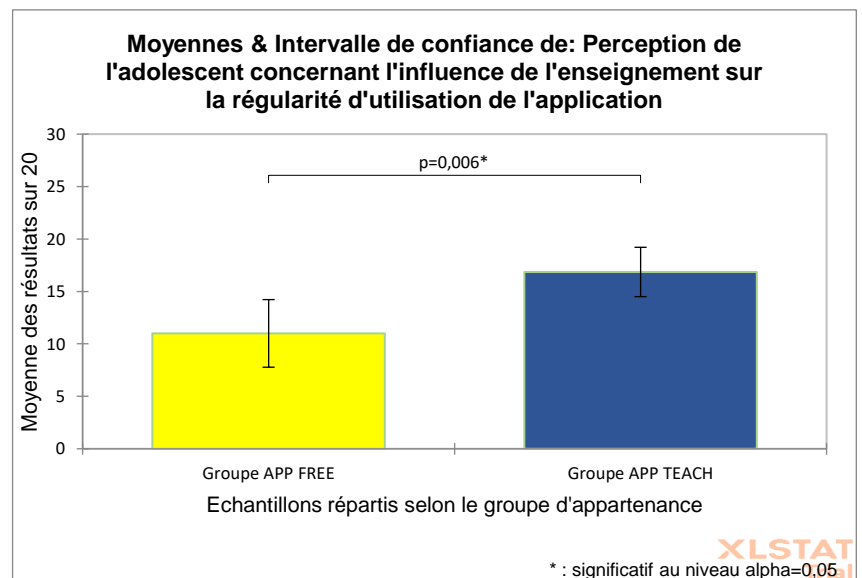 Moyennes & Intervalle de confiance de: Perception de
l'adolescent concernant l'influence de l'enseignement sur
la régularité d'utilisation de l'application
Moyenne des résultats sur 20
30
25
20
15
10
5
0
p=0,006*
Groupe APP FREE
Groupe APP TEACH
Echantillons répartis selon le groupe d'appartenance
XLSTAT
Trial
* : significatif au niveau alpha=0,05